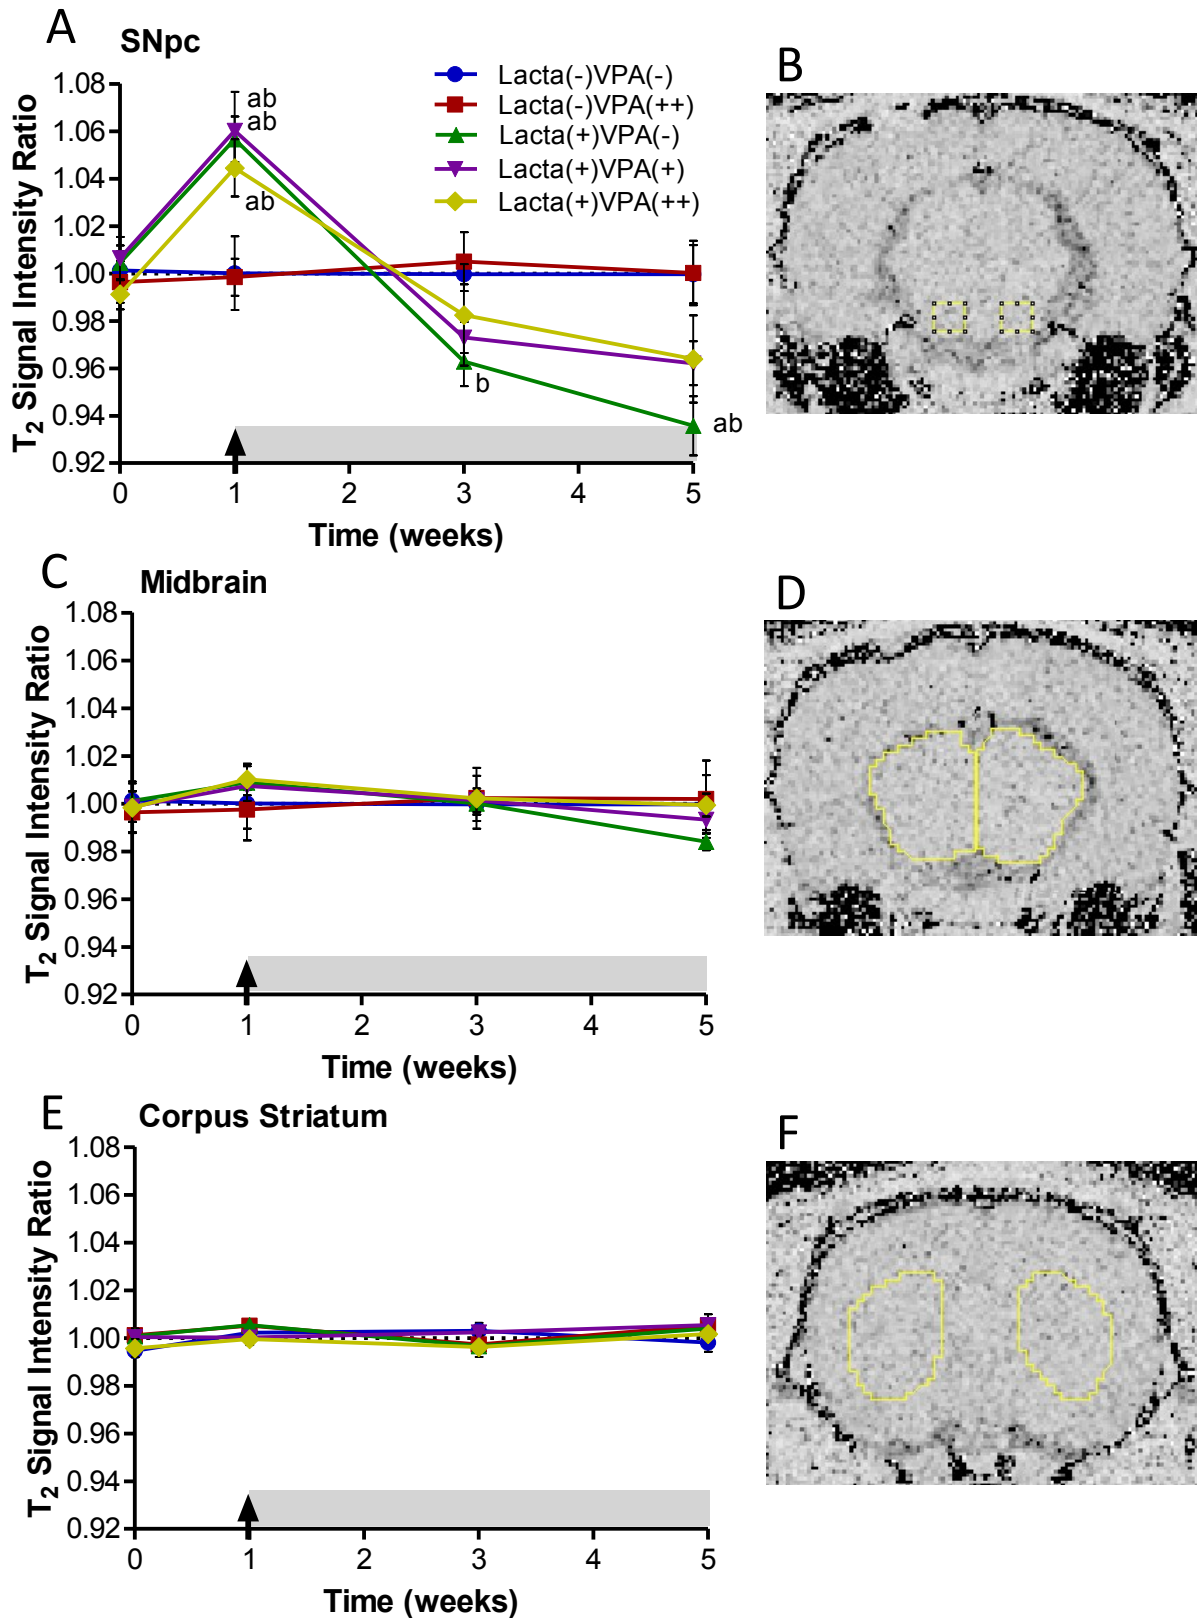 A
SNpc
Lacta(-)VPA(-)
Lacta(-)VPA(++)
Lacta(+)VPA(-)
Lacta(+)VPA(+)
Lacta(+)VPA(++)
T2 Signal Intensity Ratio
1.08
1.06
1.04
1.02
1.00
0.98
0.96
0.94
0.92
ab
ab
ab
b
ab
0 1 2 3 4 5
Time (weeks)
B
C
Midbrain
T2 Signal Intensity Ratio
1.08
1.06
1.04
1.02
1.00
0.98
0.96
0.94
0.92
0 1 2 3 4 5
Time (weeks)
D
E
Corpus Striatum
T2 Signal Intensity Ratio
1.08
1.06
1.04
1.02
1.00
0.98
0.96
0.94
0.92
0 1 2 3 4 5
Time (weeks)
F